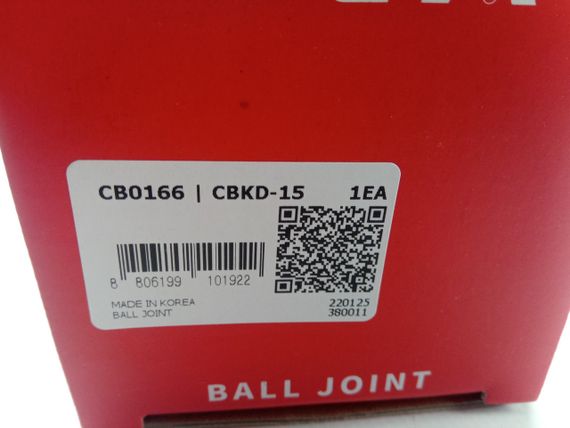 CB0166 | CBKD-15 1EA
8 806199 101922
MADE IN KOREA
BALL JOINT
220125
380011
BALL JOINT